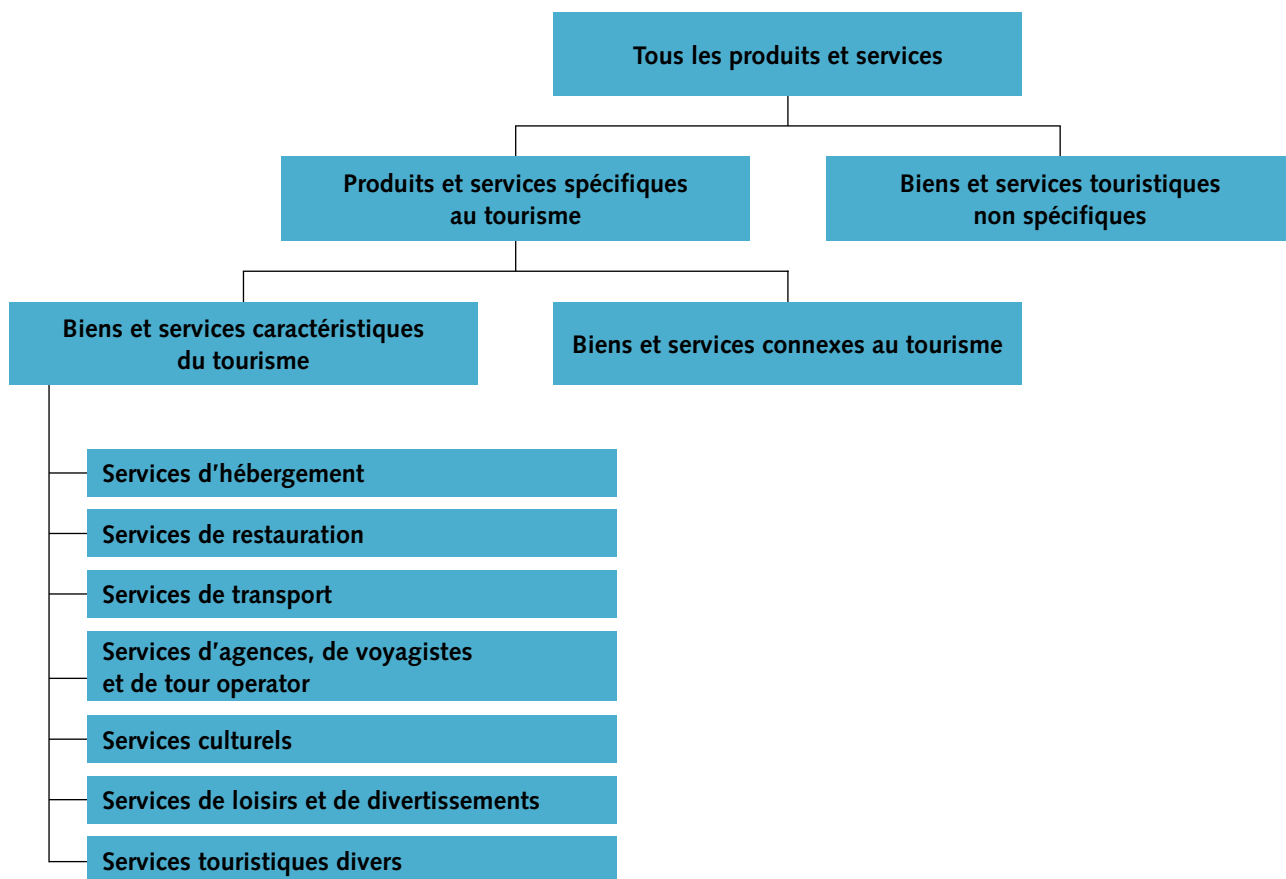 Tous les produits et services
Produits et services spécifiques
au tourisme
Biens et services touristiques
non spécifiques
Biens et services caractéristiques
du tourisme
Biens et services connexes au tourisme
Services d'hébergement
Services de restauration
Services de transport
Services d'agences, de voyagistes
et de tour operator
Services culturels
Services de loisirs et de divertissements
Services touristiques divers